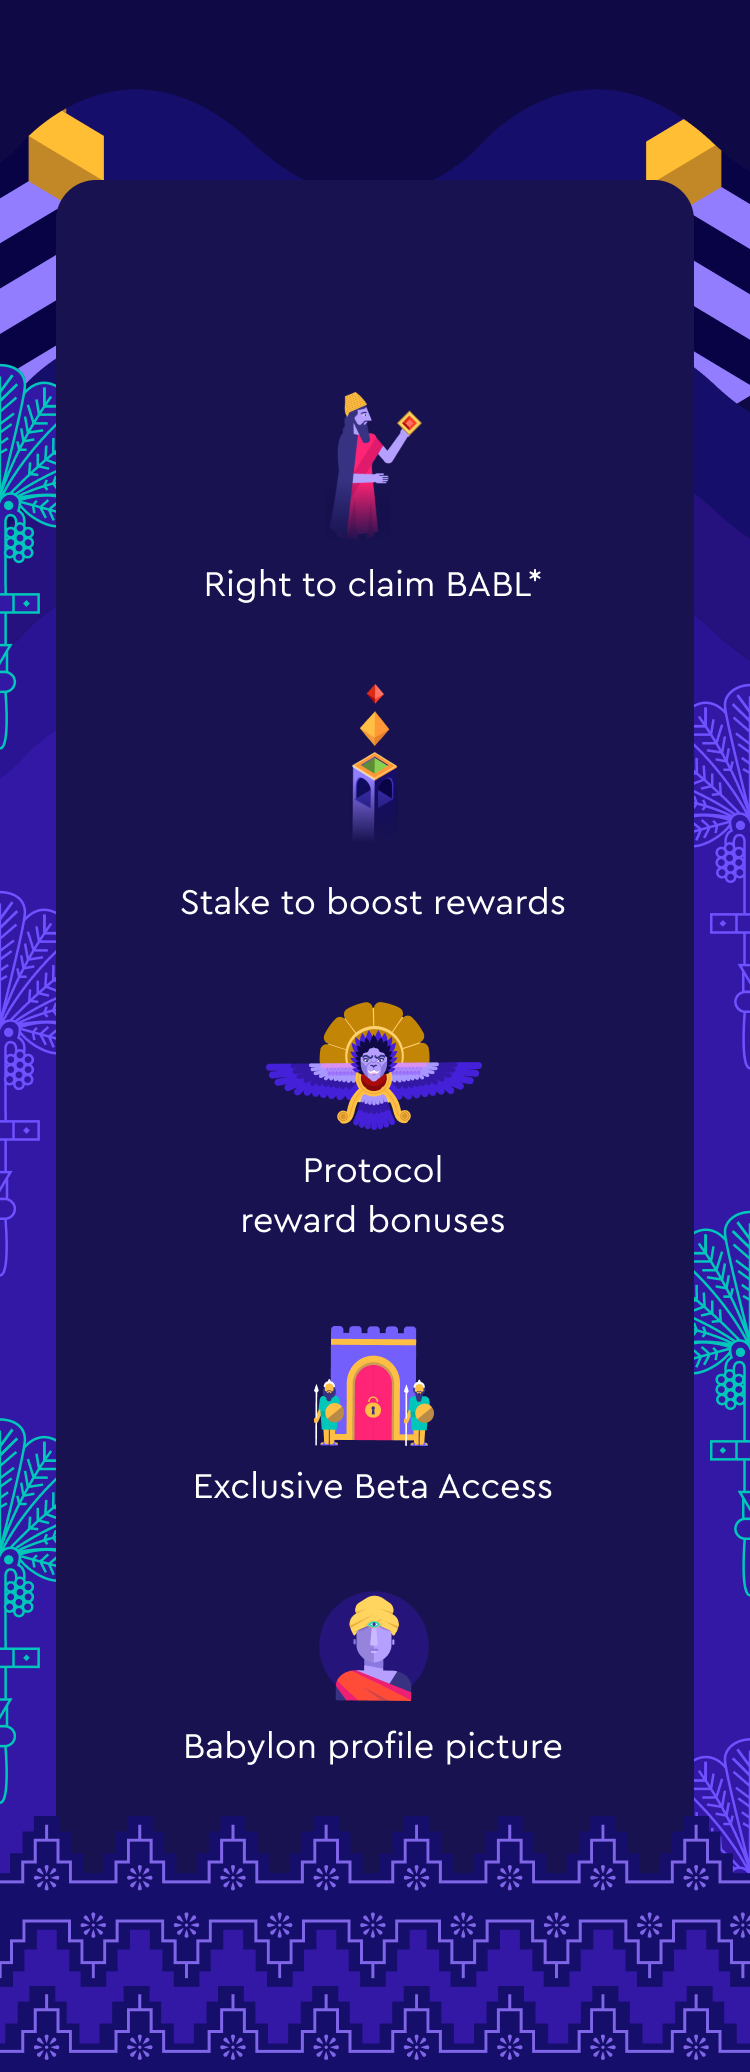 Right to claim BABL*
Stake to boost rewards
Protocol
reward bonuses
Exclusive Beta Access
Babylon profile picture